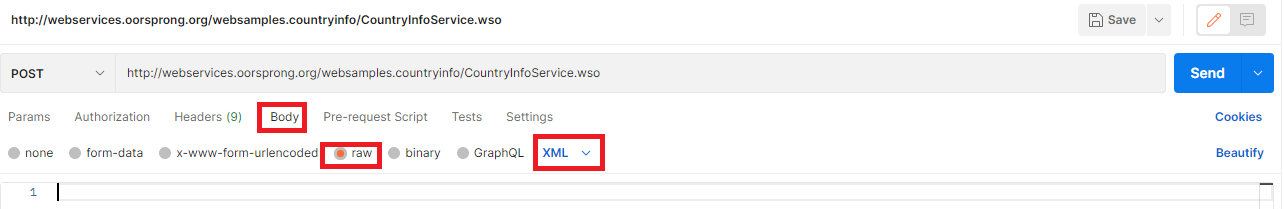 http://webservices.oorsprong.org/websamples.countryinfo/CountryInfoService.wso Save
POST http://webservices.oorsprong.org/websamples.countryinfo/CountryInfoService.wso Send
Params Authorization Headers (9) Body Pre-request Script Tests Settings Cookies
none form-data x-www-form-urlencoded raw binary GraphQL XML Beautify
1